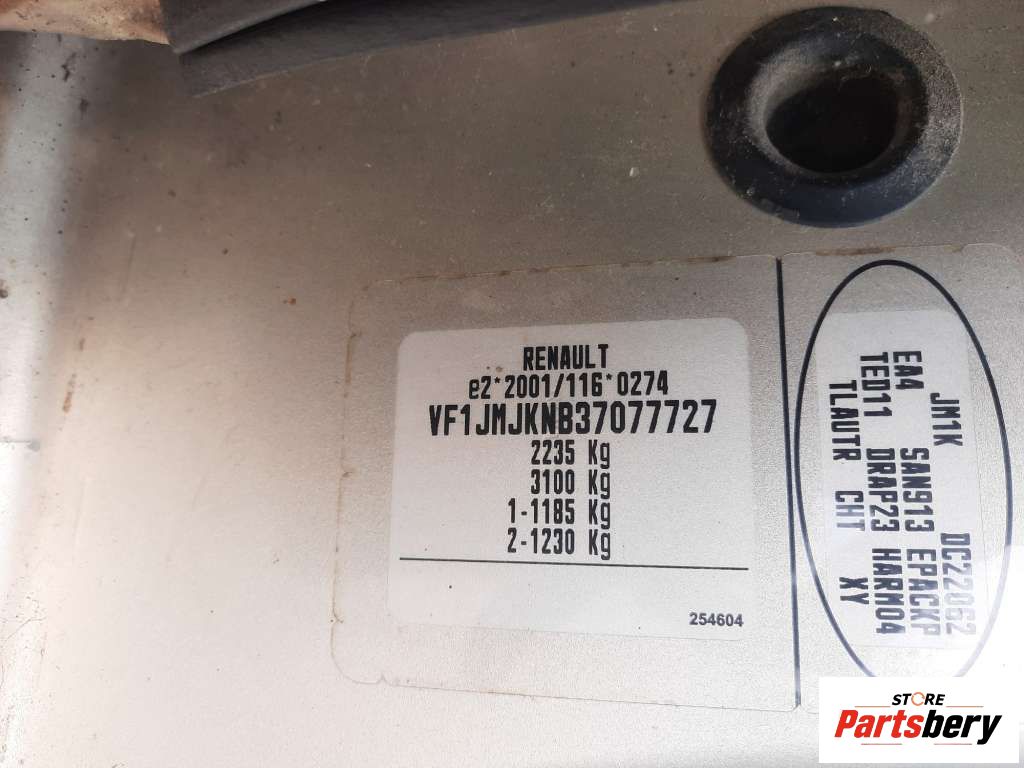 RENAULT
e2*2001/116*0274
VF1JMJKNB37077727
2235 Kg
3100 Kg
1-1185 Kg
2-1230 Kg
254604
JM1K DC22062
EA4 SAN913 EPACKP
TED11 DRAP23 HARM04
TLAUTR CHT XY
STORE
Partsbery